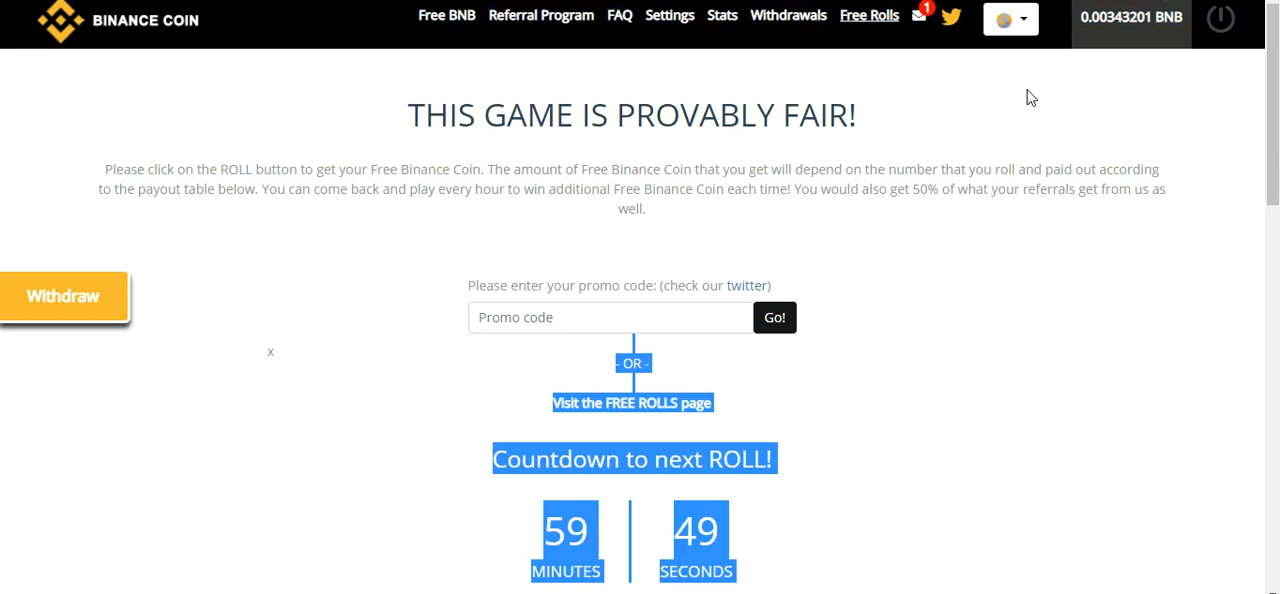 BINANCE COIN
Free BNB Referral Program FAQ Settings Stats Withdrawals Free Rolls 1 0.00343201 BNB
THIS GAME IS PROVABLY FAIR!
Please click on the ROLL button to get your Free Binance Coin. The amount of Free Binance Coin that you get will depend on the number that you roll and paid out according
to the payout table below. You can come back and play every hour to win additional Free Binance Coin each time! You would also get 50% of what your referrals get from us as
well.
Withdraw
Please enter your promo code: (check our twitter)
Promo code Go!
x
- OR -
Visit the FREE ROLLS page
Countdown to next ROLL!
59 49
MINUTES SECONDS